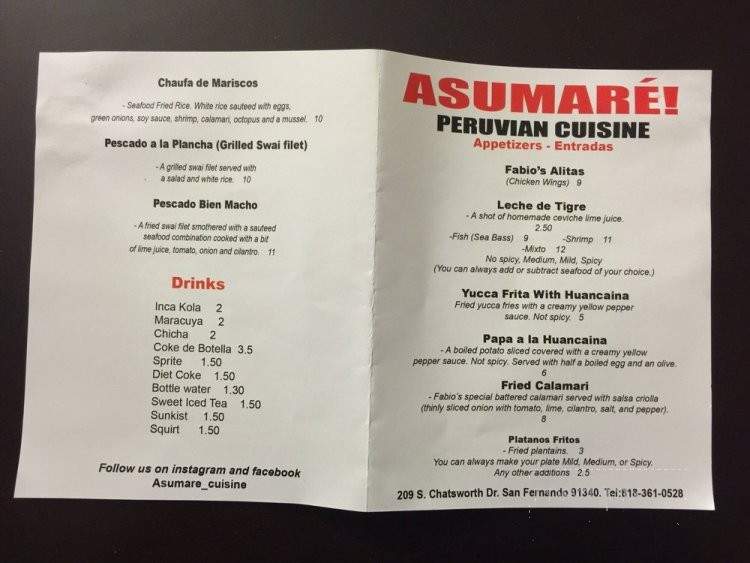 Chaufa de Mariscos
- Seafood Fried Rice. White rice sauteed with eggs,
green onions, soy sauce, shrimp, calamari, octopus and a mussel. 10
Pescado a la Plancha (Grilled Swai filet)
- A grilled swai filet served with
a salad and white rice. 10
Pescado Bien Macho
- A fried swai filet smothered with a sauteed
seafood combination cooked with a bit
of lime juice, tomato, onion and cilantro. 11
Drinks
Inca Kola 2
Maracuya 2
Chicha 2
Coke de Botella 3.5
Sprite 1.50
Diet Coke 1.50
Bottle water 1.30
Sweet Iced Tea 1.50
Sunkist 1.50
Squirt 1.50
Follow us on instagram and facebook
Asumare_cuisine
ASUMARÉ!
PERUVIAN CUISINE
Appetizers - Entradas
Fabio's Alitas
(Chicken Wings) 9
Leche de Tigre
- A shot of homemade ceviche lime juice.
2.50
-Fish (Sea Bass) 9 -Shrimp 11
-Mixto 12
No spicy, Medium, Mild, Spicy
(You can always add or subtract seafood of your choice.)
Yucca Frita With Huancaina
Fried yucca fries with a creamy yellow pepper
sauce. Not spicy. 5
Papa a la Huancaina
- A boiled potato sliced covered with a creamy yellow
pepper sauce. Not spicy. Served with half a boiled egg and an olive.
6
Fried Calamari
- Fabio's special battered calamari served with salsa criolla
(thinly sliced onion with tomato, lime, cilantro, salt, and pepper).
8
Platanos Fritos
- Fried plantains. 3
You can always make your plate Mild, Medium, or Spicy.
Any other additions 2.5
209 S. Chatsworth Dr. San Fernando 91340. Tel:818-361-0528